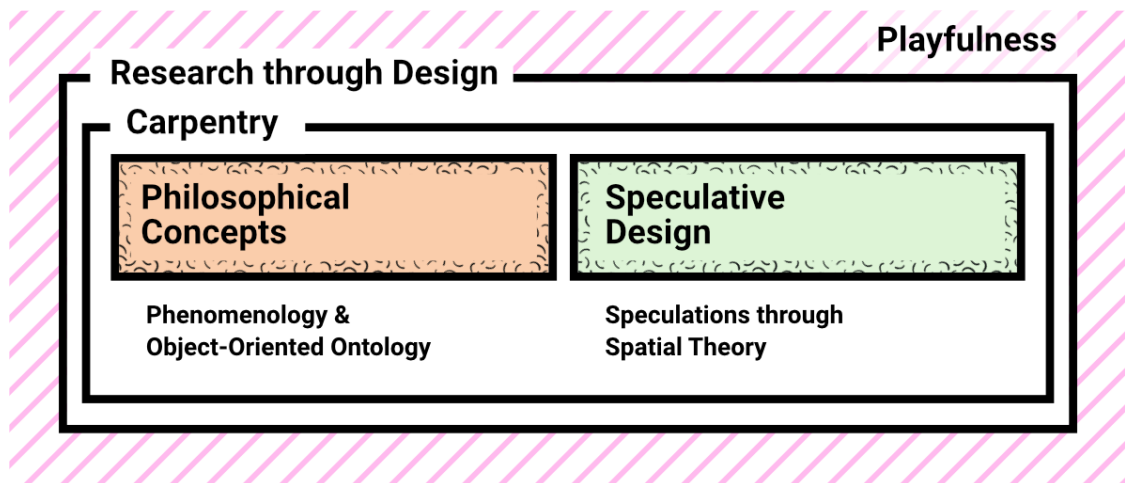 Playfulness
Research through Design
Carpentry
Philosophical
Concepts
Speculative
Design
Phenomenology &
Object-Oriented Ontology
Speculations through
Spatial Theory